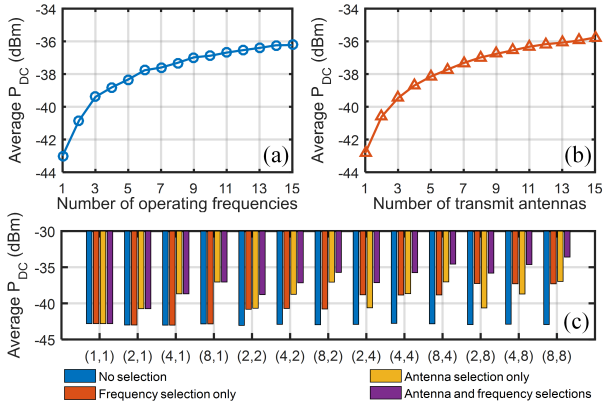 -34
-36
-38
-40
-42
-44
Average P_DC (dBm)
(a)
1 3 5 7 9 11 13 15
Number of operating frequencies
-34
-36
-38
-40
-42
-44
Average P_DC (dBm)
(b)
1 3 5 7 9 11 13 15
Number of transmit antennas
-30
-35
-40
-45
Average P_DC (dBm)
(c)
(1,1) (2,1) (4,1) (8,1) (2,2) (4,2) (8,2) (2,4) (4,4) (8,4) (2,8) (4,8) (8,8)
No selection
Antenna selection only
Frequency selection only
Antenna and frequency selections